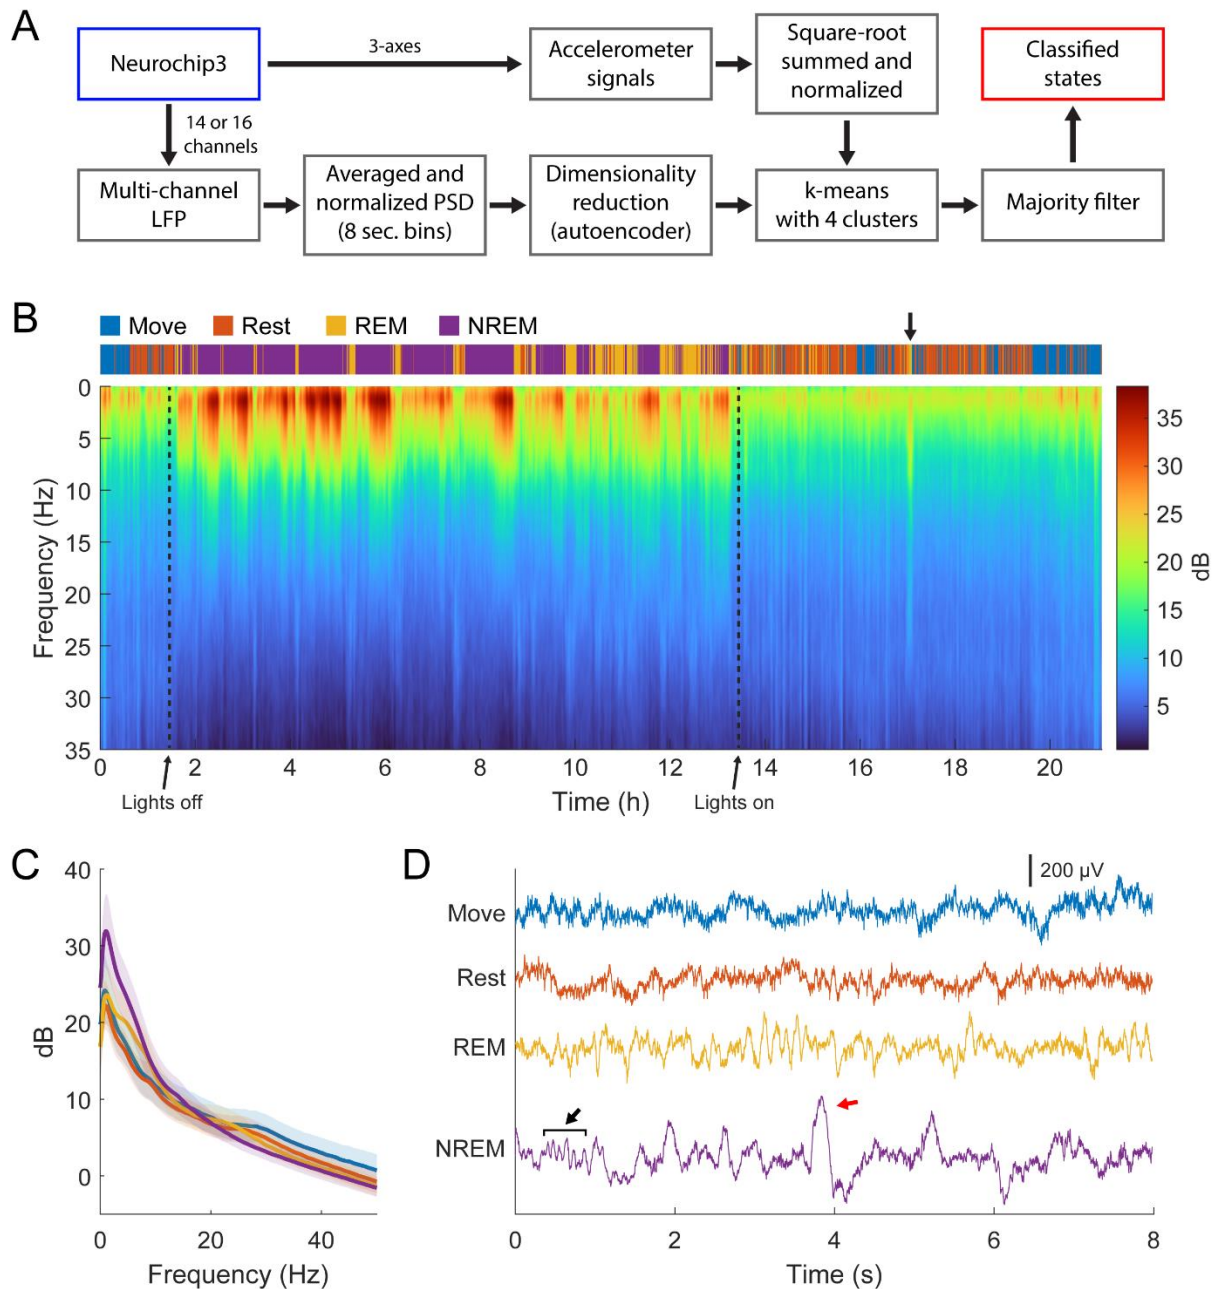 A
Neurochip3
3-axes
Accelerometer
signals
Square-root
summed and
normalized
Classified
states
14 or 16
channels
Multi-channel
LFP
Averaged and
normalized PSD
(8 sec. bins)
Dimensionality
reduction
(autoencoder)
k-means
with 4 clusters
Majority filter
B
Move Rest REM NREM
0
5
10
15
20
25
30
35
Frequency (Hz)
0 2 4 6 8 10 12 14 16 18 20
Time (h)
Lights off
Lights on
35
30
25
20
15
10
5
dB
C
40
30
20
10
0
dB
0 20 40
Frequency (Hz)
D
200 µV
Move
Rest
REM
NREM
0 2 4 6 8
Time (s)